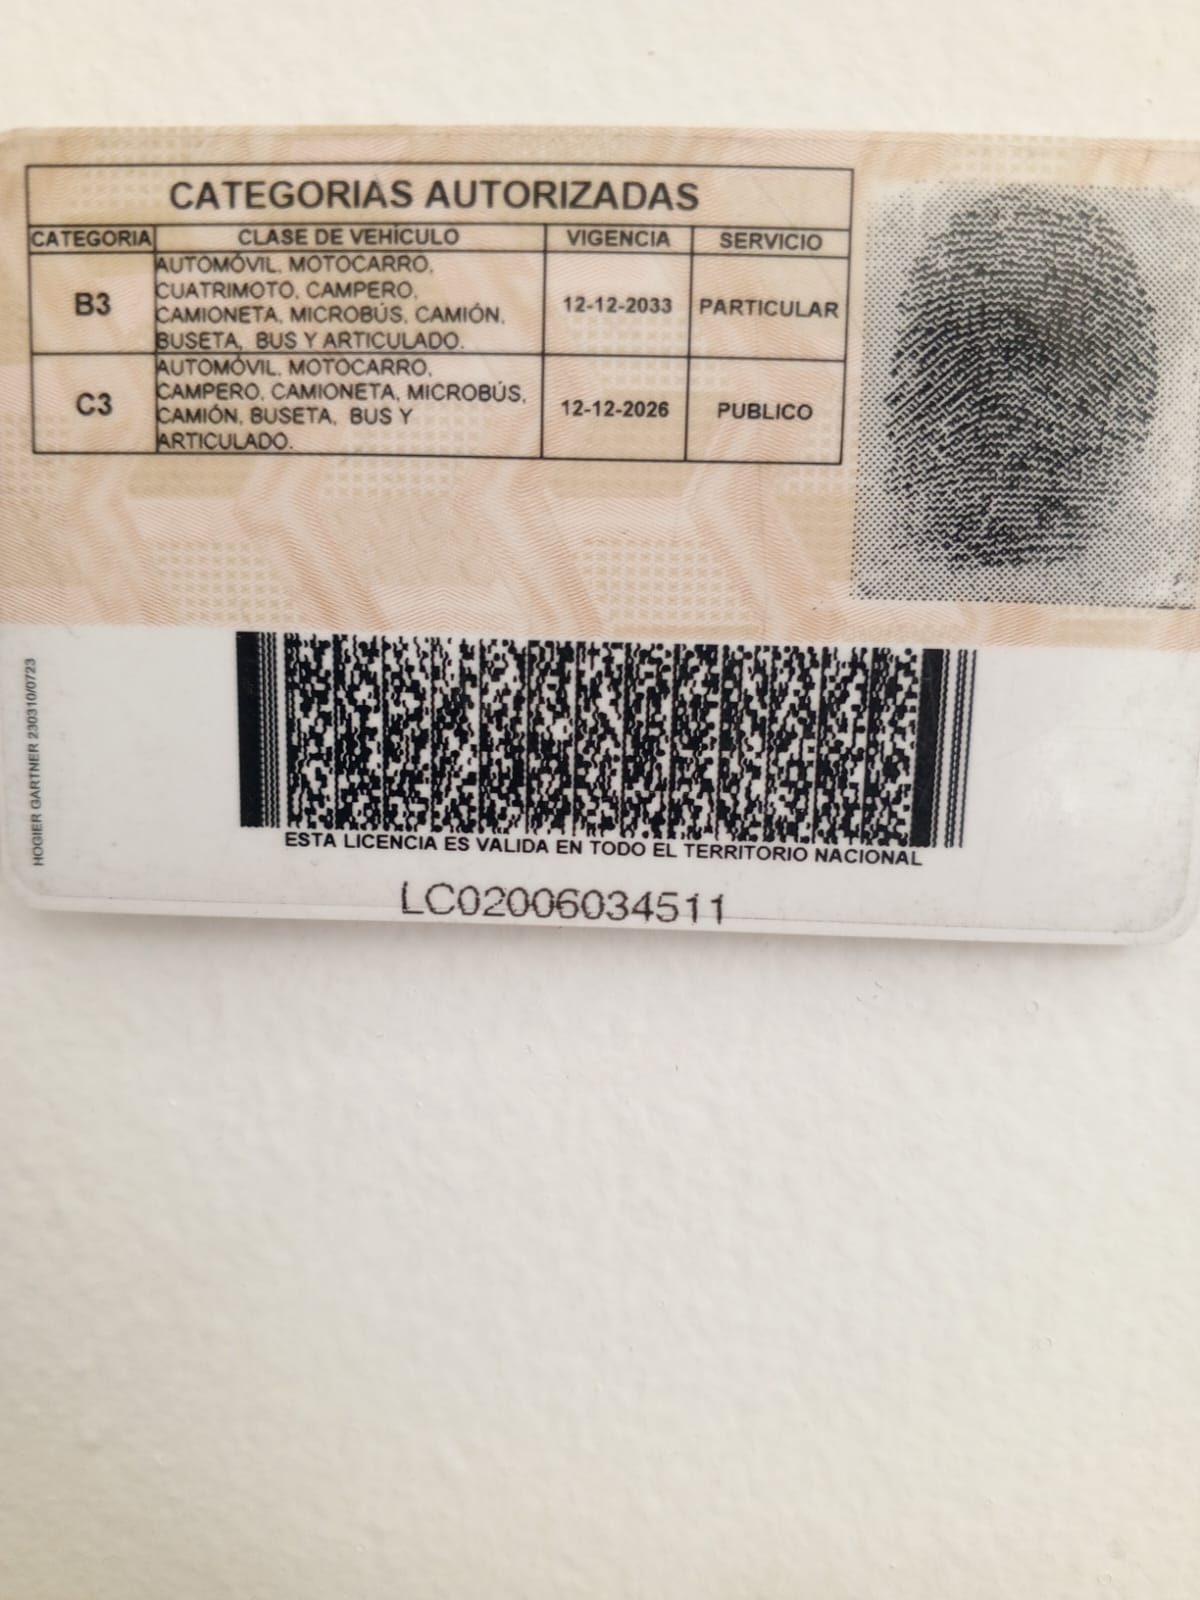 CATEGORIAS AUTORIZADAS
CATEGORIA CLASE DE VEHÍCULO VIGENCIA SERVICIO
B3
AUTOMÓVIL, MOTOCARRO,
CUATRIMOTO, CAMPERO,
CAMIONETA, MICROBÚS, CAMIÓN,
BUSETA, BUS Y ARTICULADO.
12-12-2033
PARTICULAR
C3
AUTOMÓVIL, MOTOCARRO,
CAMPERO, CAMIONETA, MICROBÚS,
CAMIÓN, BUSETA, BUS Y
ARTICULADO.
12-12-2026
PUBLICO
HOGIER GARTNER 230310/0723
ESTA LICENCIA ES VALIDA EN TODO EL TERRITORIO NACIONAL
LC02006034511